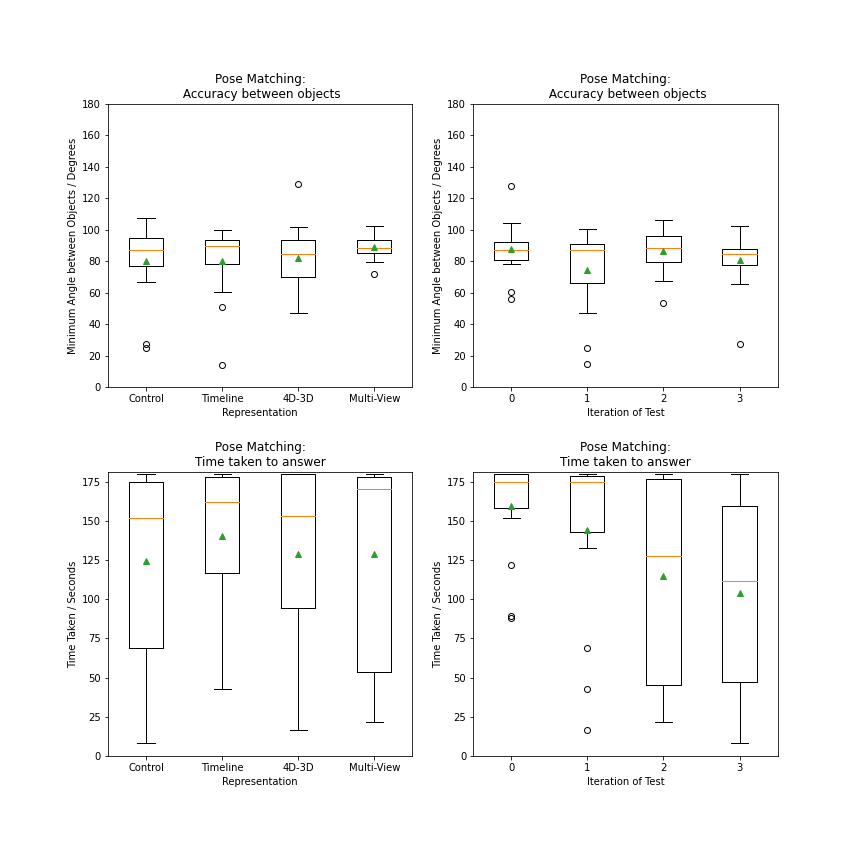 Pose Matching:
Accuracy between objects
Minimum Angle between Objects / Degrees
180
160
140
120
100
80
60
40
20
0
Control Timeline 4D-3D Multi-View
Representation
Pose Matching:
Accuracy between objects
Minimum Angle between Objects / Degrees
180
160
140
120
100
80
60
40
20
0
0 1 2 3
Iteration of Test
Pose Matching:
Time taken to answer
Time Taken / Seconds
175
150
125
100
75
50
25
0
Control Timeline 4D-3D Multi-View
Representation
Pose Matching:
Time taken to answer
Time Taken / Seconds
175
150
125
100
75
50
25
0
0 1 2 3
Iteration of Test